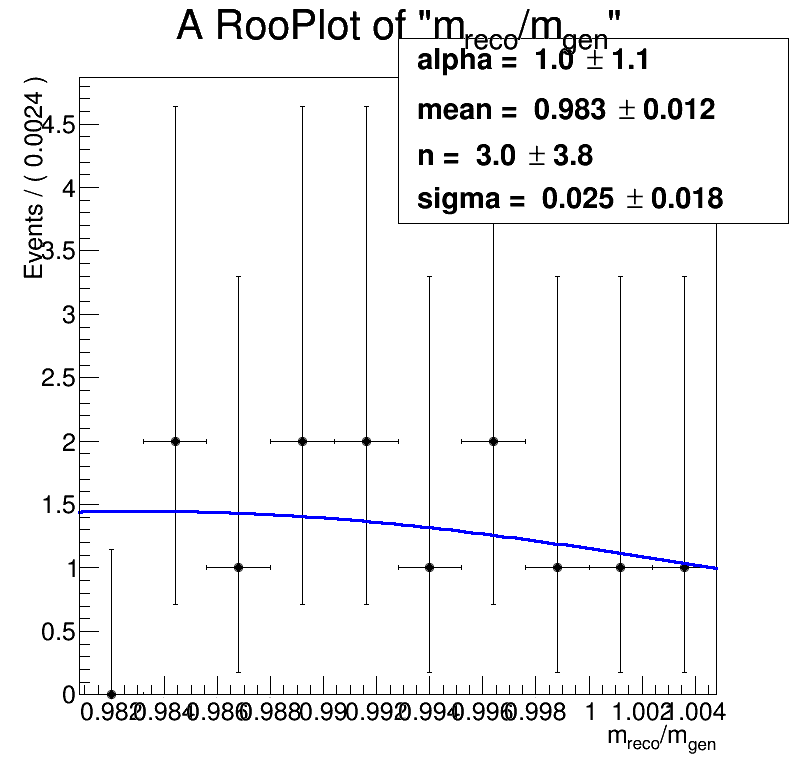 A RooPlot of "m_reco/m_gen"
alpha = 1.0 ± 1.1
mean = 0.983 ± 0.012
n = 3.0 ± 3.8
sigma = 0.025 ± 0.018
Events / ( 0.0024 )
4.5
4
3.5
3
2.5
2
1.5
1
0.5
0
0.982 0.984 0.986 0.988 0.99 0.992 0.994 0.996 0.998 1 1.002 1.004
m_reco/m_gen